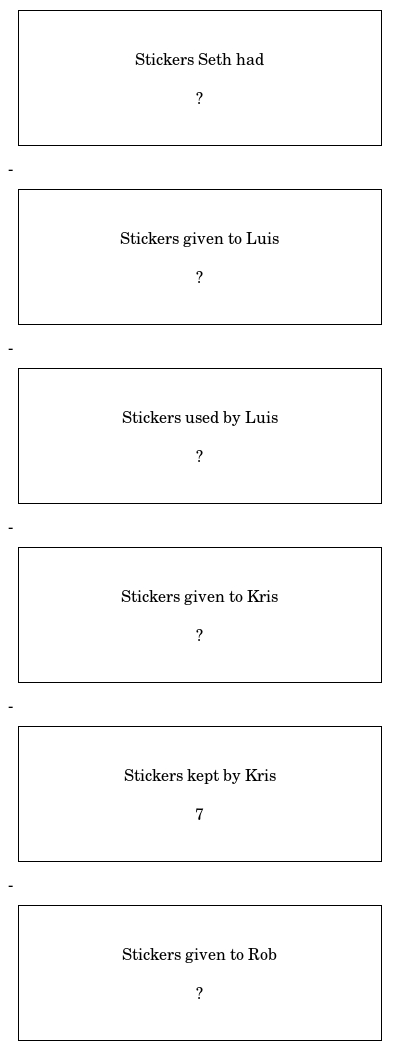 Stickers Seth had
?
-
Stickers given to Luis
?
-
Stickers used by Luis
?
-
Stickers given to Kris
?
-
Stickers kept by Kris
7
-
Stickers given to Rob
?